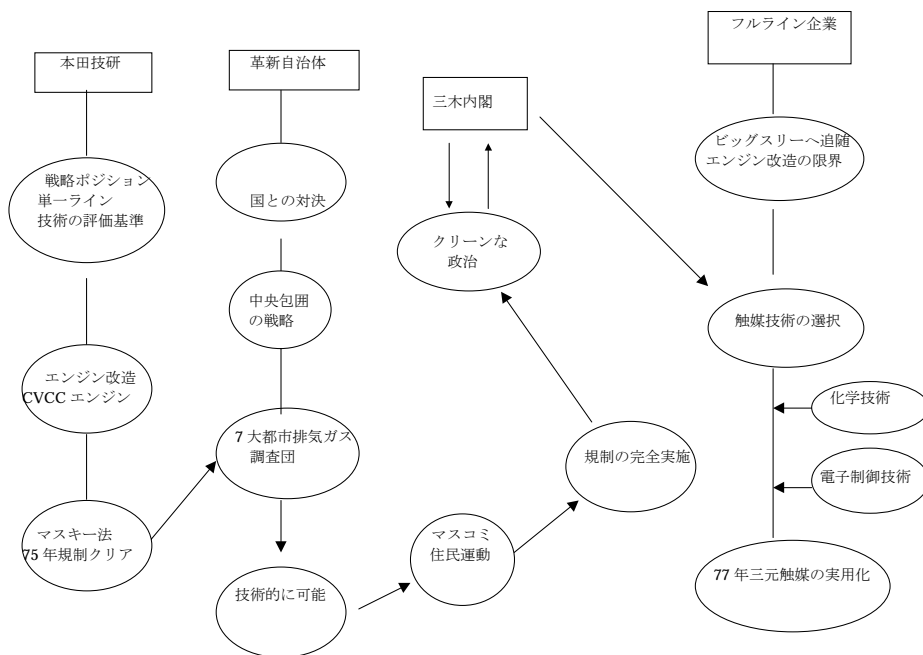 本田技研
戦略ポジション
単一ライン
技術の評価基準
エンジン改造
CVCC エンジン
マスキー法
75 年規制クリア
革新自治体
国との対決
中央包囲
の戦略
7 大都市排気ガス
調査団
技術的に可能
三木内閣
クリーンな
政治
マスコミ
住民運動
規制の完全実施
フルライン企業
ビッグスリーへ追随
エンジン改造の限界
触媒技術の選択
化学技術
電子制御技術
77 年三元触媒の実用化